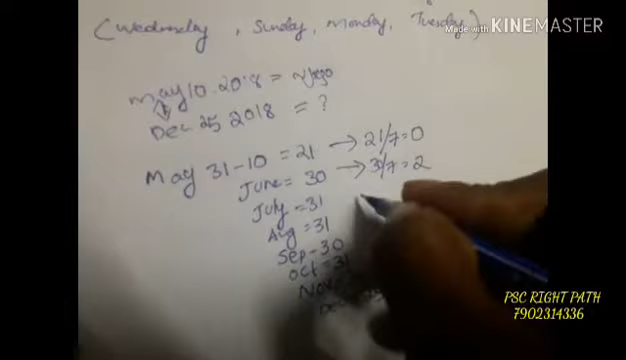 (Wednesday, Sunday, Monday, Tuesday)
Made with KINEMASTER
May 10 2018 =
Dec 25 2018 = ?
May 31-10 = 21 → 21/7=0
June = 30 → 30/7=2
July = 31
Aug = 31
Sep - 30
Oct = 31
Nov
PSC RIGHT PATH
7902314336